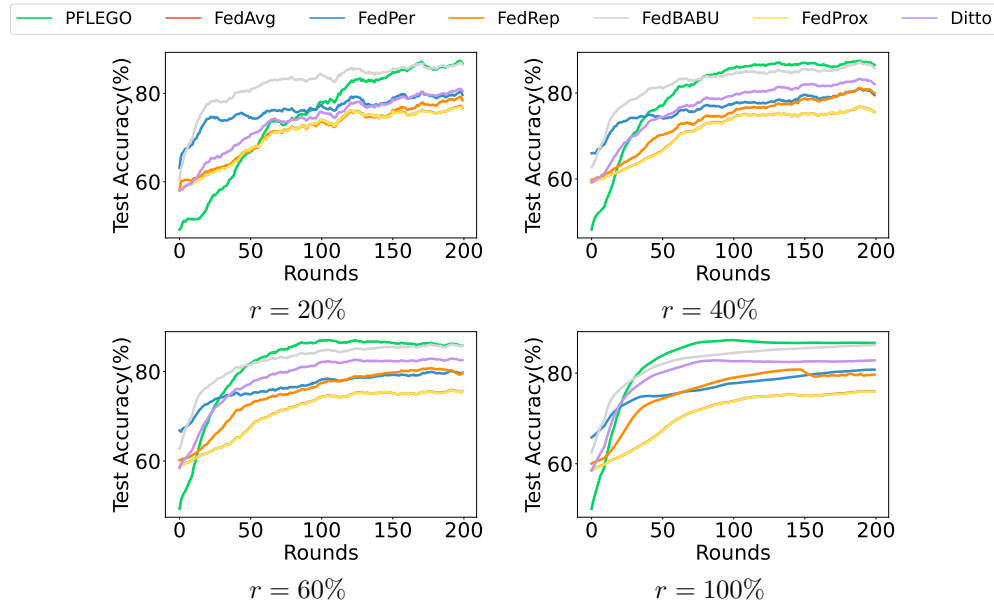 PFLEGO FedAvg FedPer FedRep FedBABU FedProx Ditto
Test Accuracy(%)
80
60
0 50 100 150 200
Rounds
r = 20%
Test Accuracy(%)
80
60
0 50 100 150 200
Rounds
r = 40%
Test Accuracy(%)
80
60
0 50 100 150 200
Rounds
r = 60%
Test Accuracy(%)
80
60
0 50 100 150 200
Rounds
r = 100%